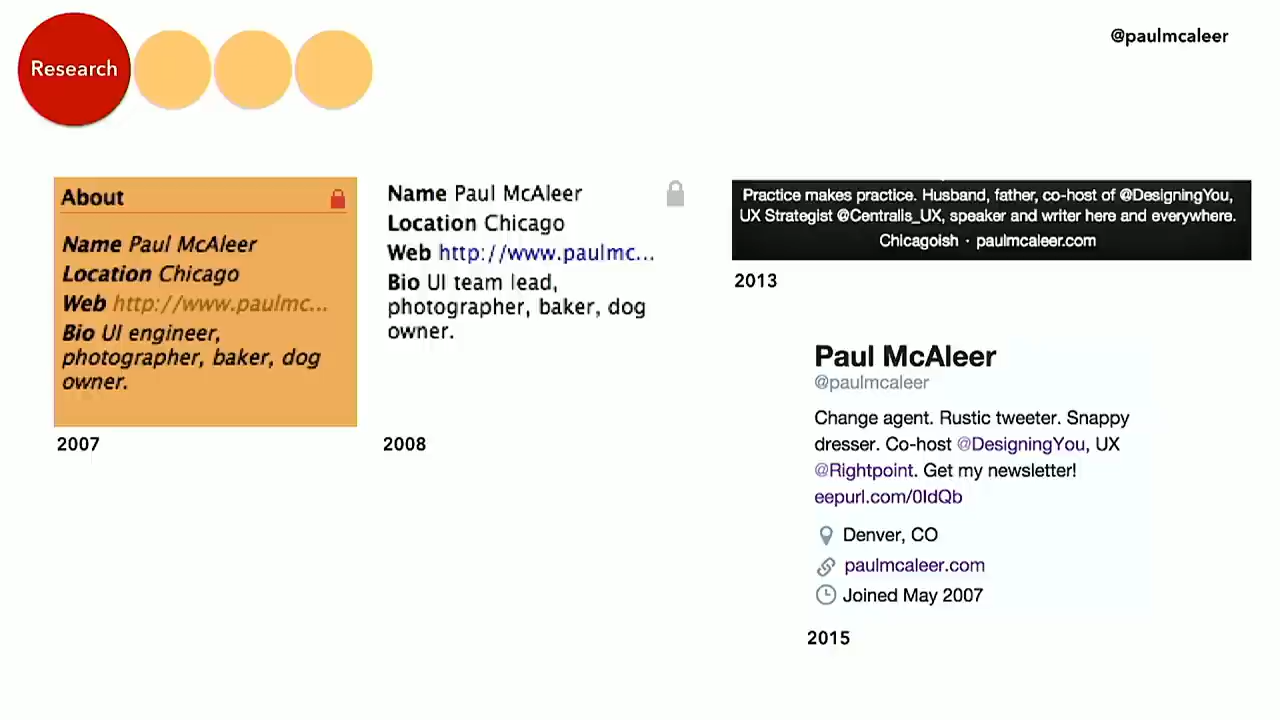 Research
@paulmcaleer
About
Name Paul McAleer
Location Chicago
Web http://www.paulmc...
Bio UI engineer,
photographer, baker, dog
owner.
2007
Name Paul McAleer
Location Chicago
Web http://www.paulmc...
Bio UI team lead,
photographer, baker, dog
owner.
2008
Practice makes practice. Husband, father, co-host of @DesigningYou,
UX Strategist @Centralis_UX, speaker and writer here and everywhere.
Chicagoish · paulmcaleer.com
2013
Paul McAleer
@paulmcaleer
Change agent. Rustic tweeter. Snappy
dresser. Co-host @DesigningYou, UX
@Rightpoint. Get my newsletter!
eepurl.com/0IdQb
Denver, CO
paulmcaleer.com
Joined May 2007
2015